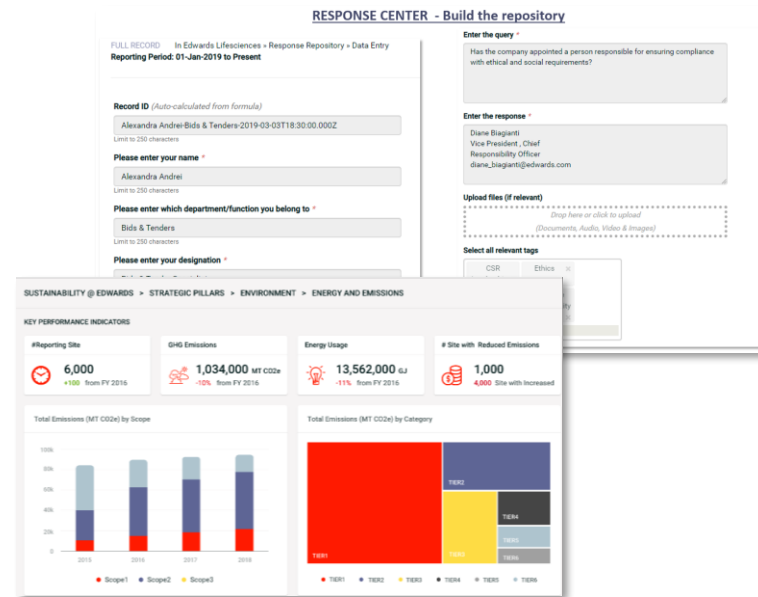 RESPONSE CENTER - Build the repository
FULL RECORD In Edwards Lifesciences » Response Repository » Data Entry
Reporting Period: 01-Jan-2019 to Present
Record ID (Auto-calculated from formula)
Alexandra Andrei-Bids & Tenders-2019-03-03T18:30:00.000Z
Limit to 250 characters
Please enter your name *
Alexandra Andrei
Limit to 250 characters
Please enter which department/function you belong to *
Bids & Tenders
Limit to 250 characters
Please enter your designation *
Enter the query *
Has the company appointed a person responsible for ensuring compliance
with ethical and social requirements?
Enter the response *
Diane Biagianti
Vice President , Chief
Responsibility Officer
diane_biagianti@edwards.com
Upload files (if relevant)
Drop here or click to upload
(Documents, Audio, Video & Images)
Select all relevant tags
CSR Ethics ×
SUSTAINABILITY @ EDWARDS > STRATEGIC PILLARS > ENVIRONMENT > ENERGY AND EMISSIONS
KEY PERFORMANCE INDICATORS
#Reporting Site
6,000
+100 from FY 2016
GHG Emissions
1,034,000 MT CO2e
-10% from FY 2016
Energy Usage
13,562,000 GJ
-11% from FY 2016
# Site with Reduced Emissions
1,000
4,000 Site with Increased
Total Emissions (MT CO2e) by Scope
100k
80k
60k
40k
20k
0
2015 2016 2017 2018
Scope1 Scope2 Scope3
Total Emissions (MT CO2e) by Category
TIER1
TIER2
TIER3
TIER4
TIER5
TIER6
TIER1 TIER2 TIER3 TIER4 TIER5 TIER6